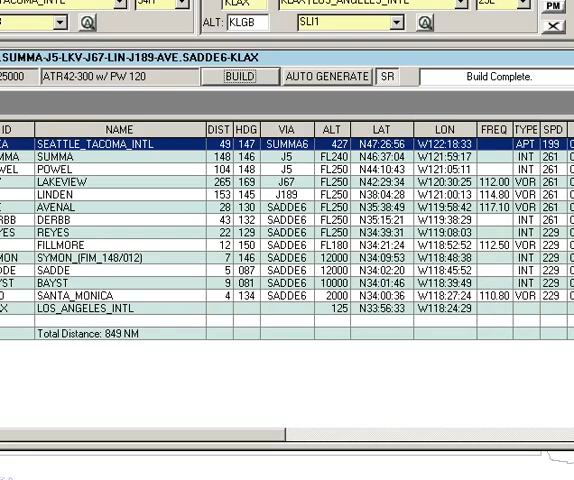 TACOMA_INTL 34R KLAX KLAX | LOS_ANGELES_INTL 25L PM
ALT: KLGB SLI1
.SUMMA-J5-LKV-J67-LIN-J189-AVE.SADDE6-KLAX
25000 ATR42-300 w/ PW 120 BUILD AUTO GENERATE SR Build Complete.
ID NAME DIST HDG VIA ALT LAT LON FREQ TYPE SPD
EA SEATTLE_TACOMA_INTL 49 147 SUMMA6 427 N47:26:56 W122:18:33 APT 199
MMA SUMMA 148 146 J5 FL240 N46:37:04 W121:59:17 INT 261
WEL POWEL 104 148 J5 FL250 N44:10:43 W121:05:11 INT 261
LAKEVIEW 265 169 J67 FL250 N42:29:34 W120:30:25 112.00 VOR 261
LINDEN 153 145 J189 FL250 N38:04:28 W121:00:13 114.80 VOR 261
E AVENAL 28 130 SADDE6 FL250 N35:38:49 W119:58:42 117.10 VOR 261
RBB DERBB 43 132 SADDE6 FL250 N35:15:21 W119:38:29 INT 261
YES REYES 22 129 SADDE6 FL250 N34:39:31 W119:08:03 INT 229
FILLMORE 12 150 SADDE6 FL180 N34:21:24 W118:52:52 112.50 VOR 229
MON SYMON_(FIM_148/012) 7 146 SADDE6 12000 N34:09:53 W118:48:38 INT 229
DDE SADDE 5 087 SADDE6 12000 N34:02:20 W118:45:52 INT 229
YST BAYST 9 081 SADDE6 10000 N34:01:46 W118:39:49 INT 229
O SANTA_MONICA 4 134 SADDE6 2000 N34:00:36 W118:27:24 110.80 VOR 229
AX LOS_ANGELES_INTL 125 N33:56:33 W118:24:29
Total Distance: 849 NM